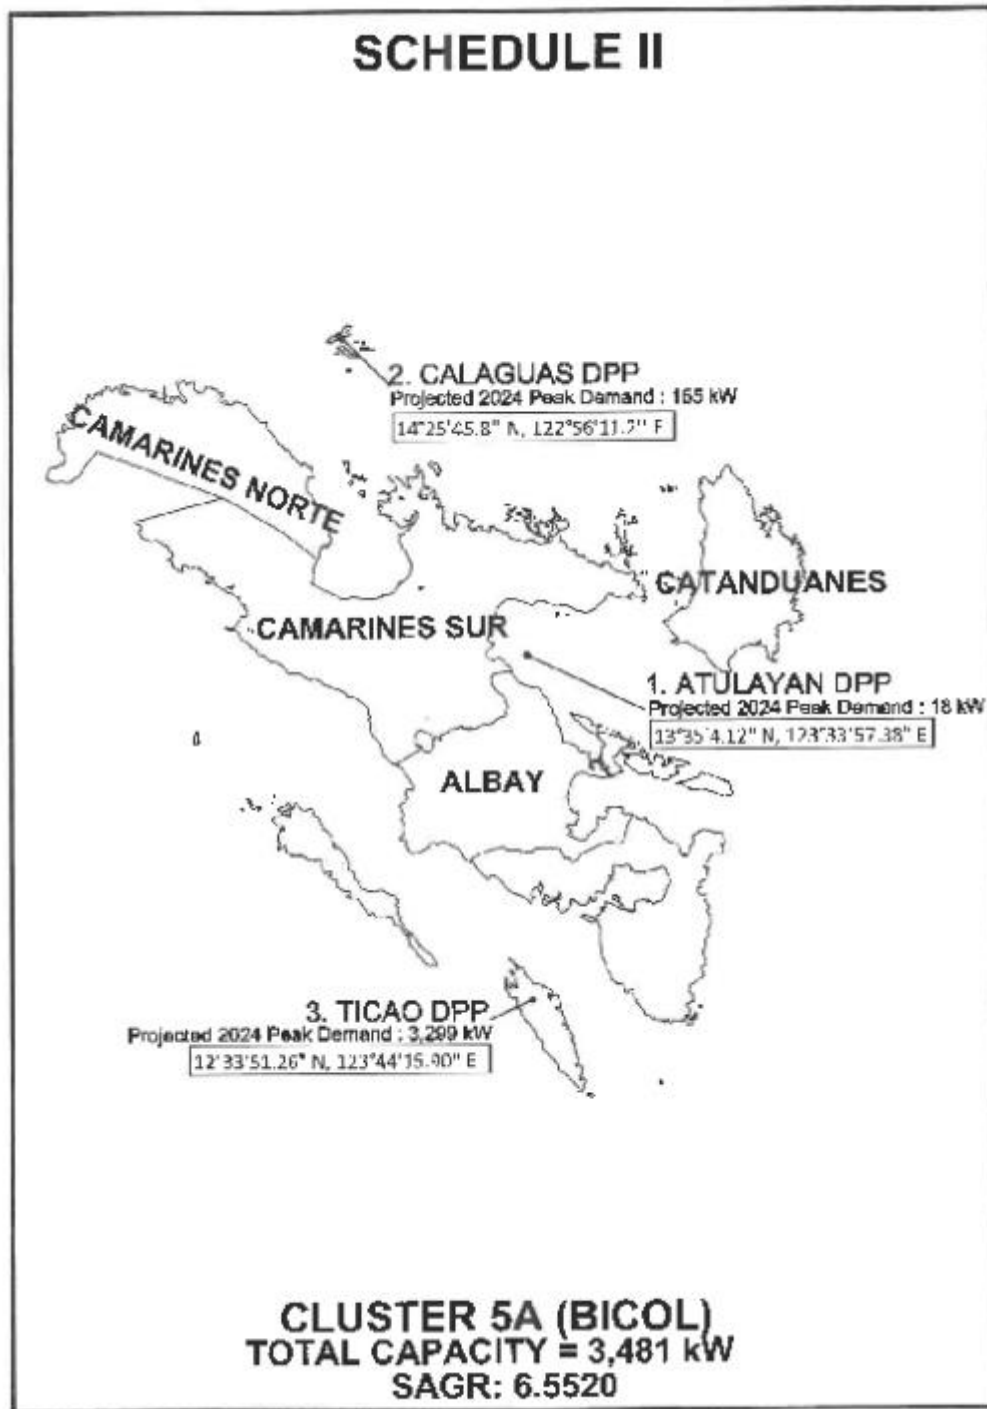 SCHEDULE II
2. CALAGUAS DPP
Projected 2024 Peak Demand : 165 kW
14°25'45.8" N, 122°56'11.2" E
CAMARINES NORTE
CATANDUANES
CAMARINES SUR
1. ATULAYAN DPP
Projected 2024 Peak Demand : 18 kW
13°35'4.12" N, 123°33'57.38" E
ALBAY
3. TICAO DPP
Projected 2024 Peak Demand : 3,299 kW
12°33'51.26" N, 123°44'15.90" E
CLUSTER 5A (BICOL)
TOTAL CAPACITY = 3,481 kW
SAGR: 6.5520